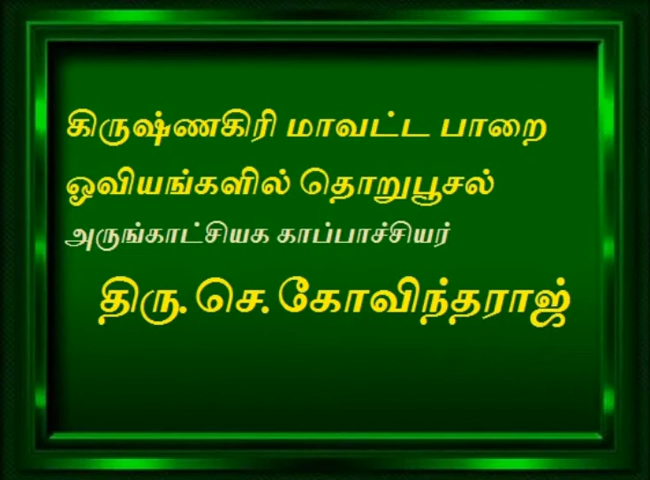 கிருஷ்ணகிரி மாவட்ட பாறை
ஓவியங்களில் தொறுபூசல்
அருங்காட்சியக காப்பாச்சியர்
திரு. செ. கோவிந்தராஜ்